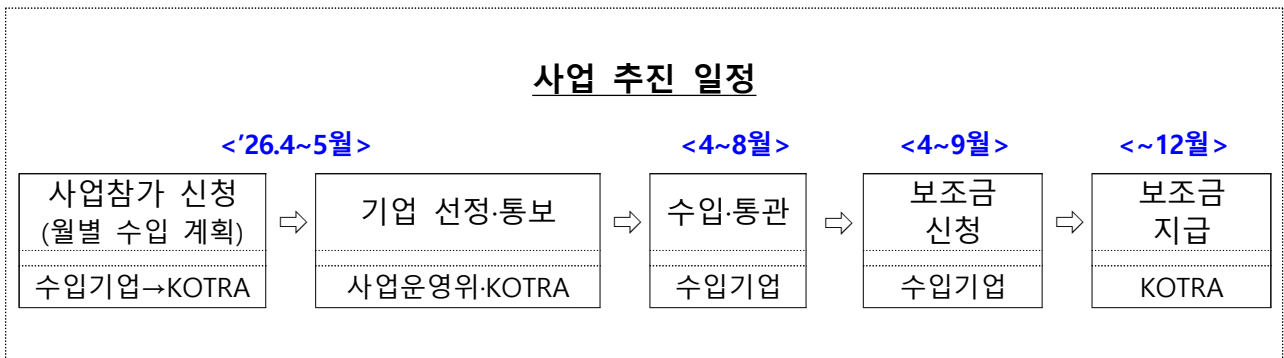 사업 추진 일정
<'26.4~5월>
<4~8월>
<4~9월>
<~12월>
사업참가 신청
(월별 수입 계획)
⇨
기업 선정·통보
⇨
수입·통관
⇨
보조금
신청
⇨
보조금
지급
수입기업→KOTRA
사업운영위·KOTRA
수입기업
수입기업
KOTRA